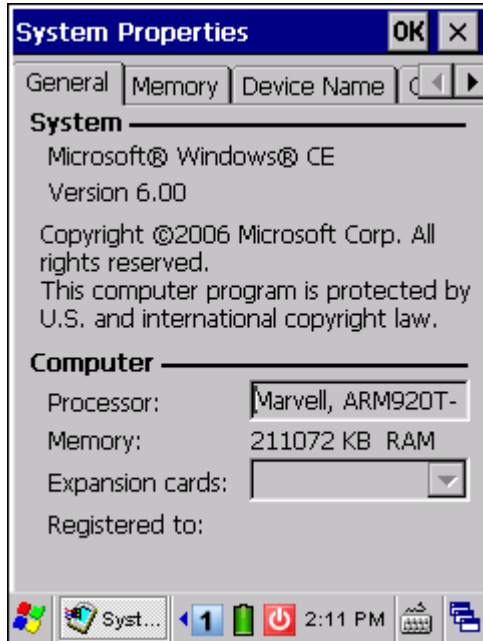 System Properties OK ×
General Memory Device Name
System
Microsoft® Windows® CE
Version 6.00
Copyright ©2006 Microsoft Corp. All
rights reserved.
This computer program is protected by
U.S. and international copyright law.
Computer
Processor: Marvell, ARM920T-
Memory: 211072 KB RAM
Expansion cards:
Registered to:
Syst... 1 2:11 PM